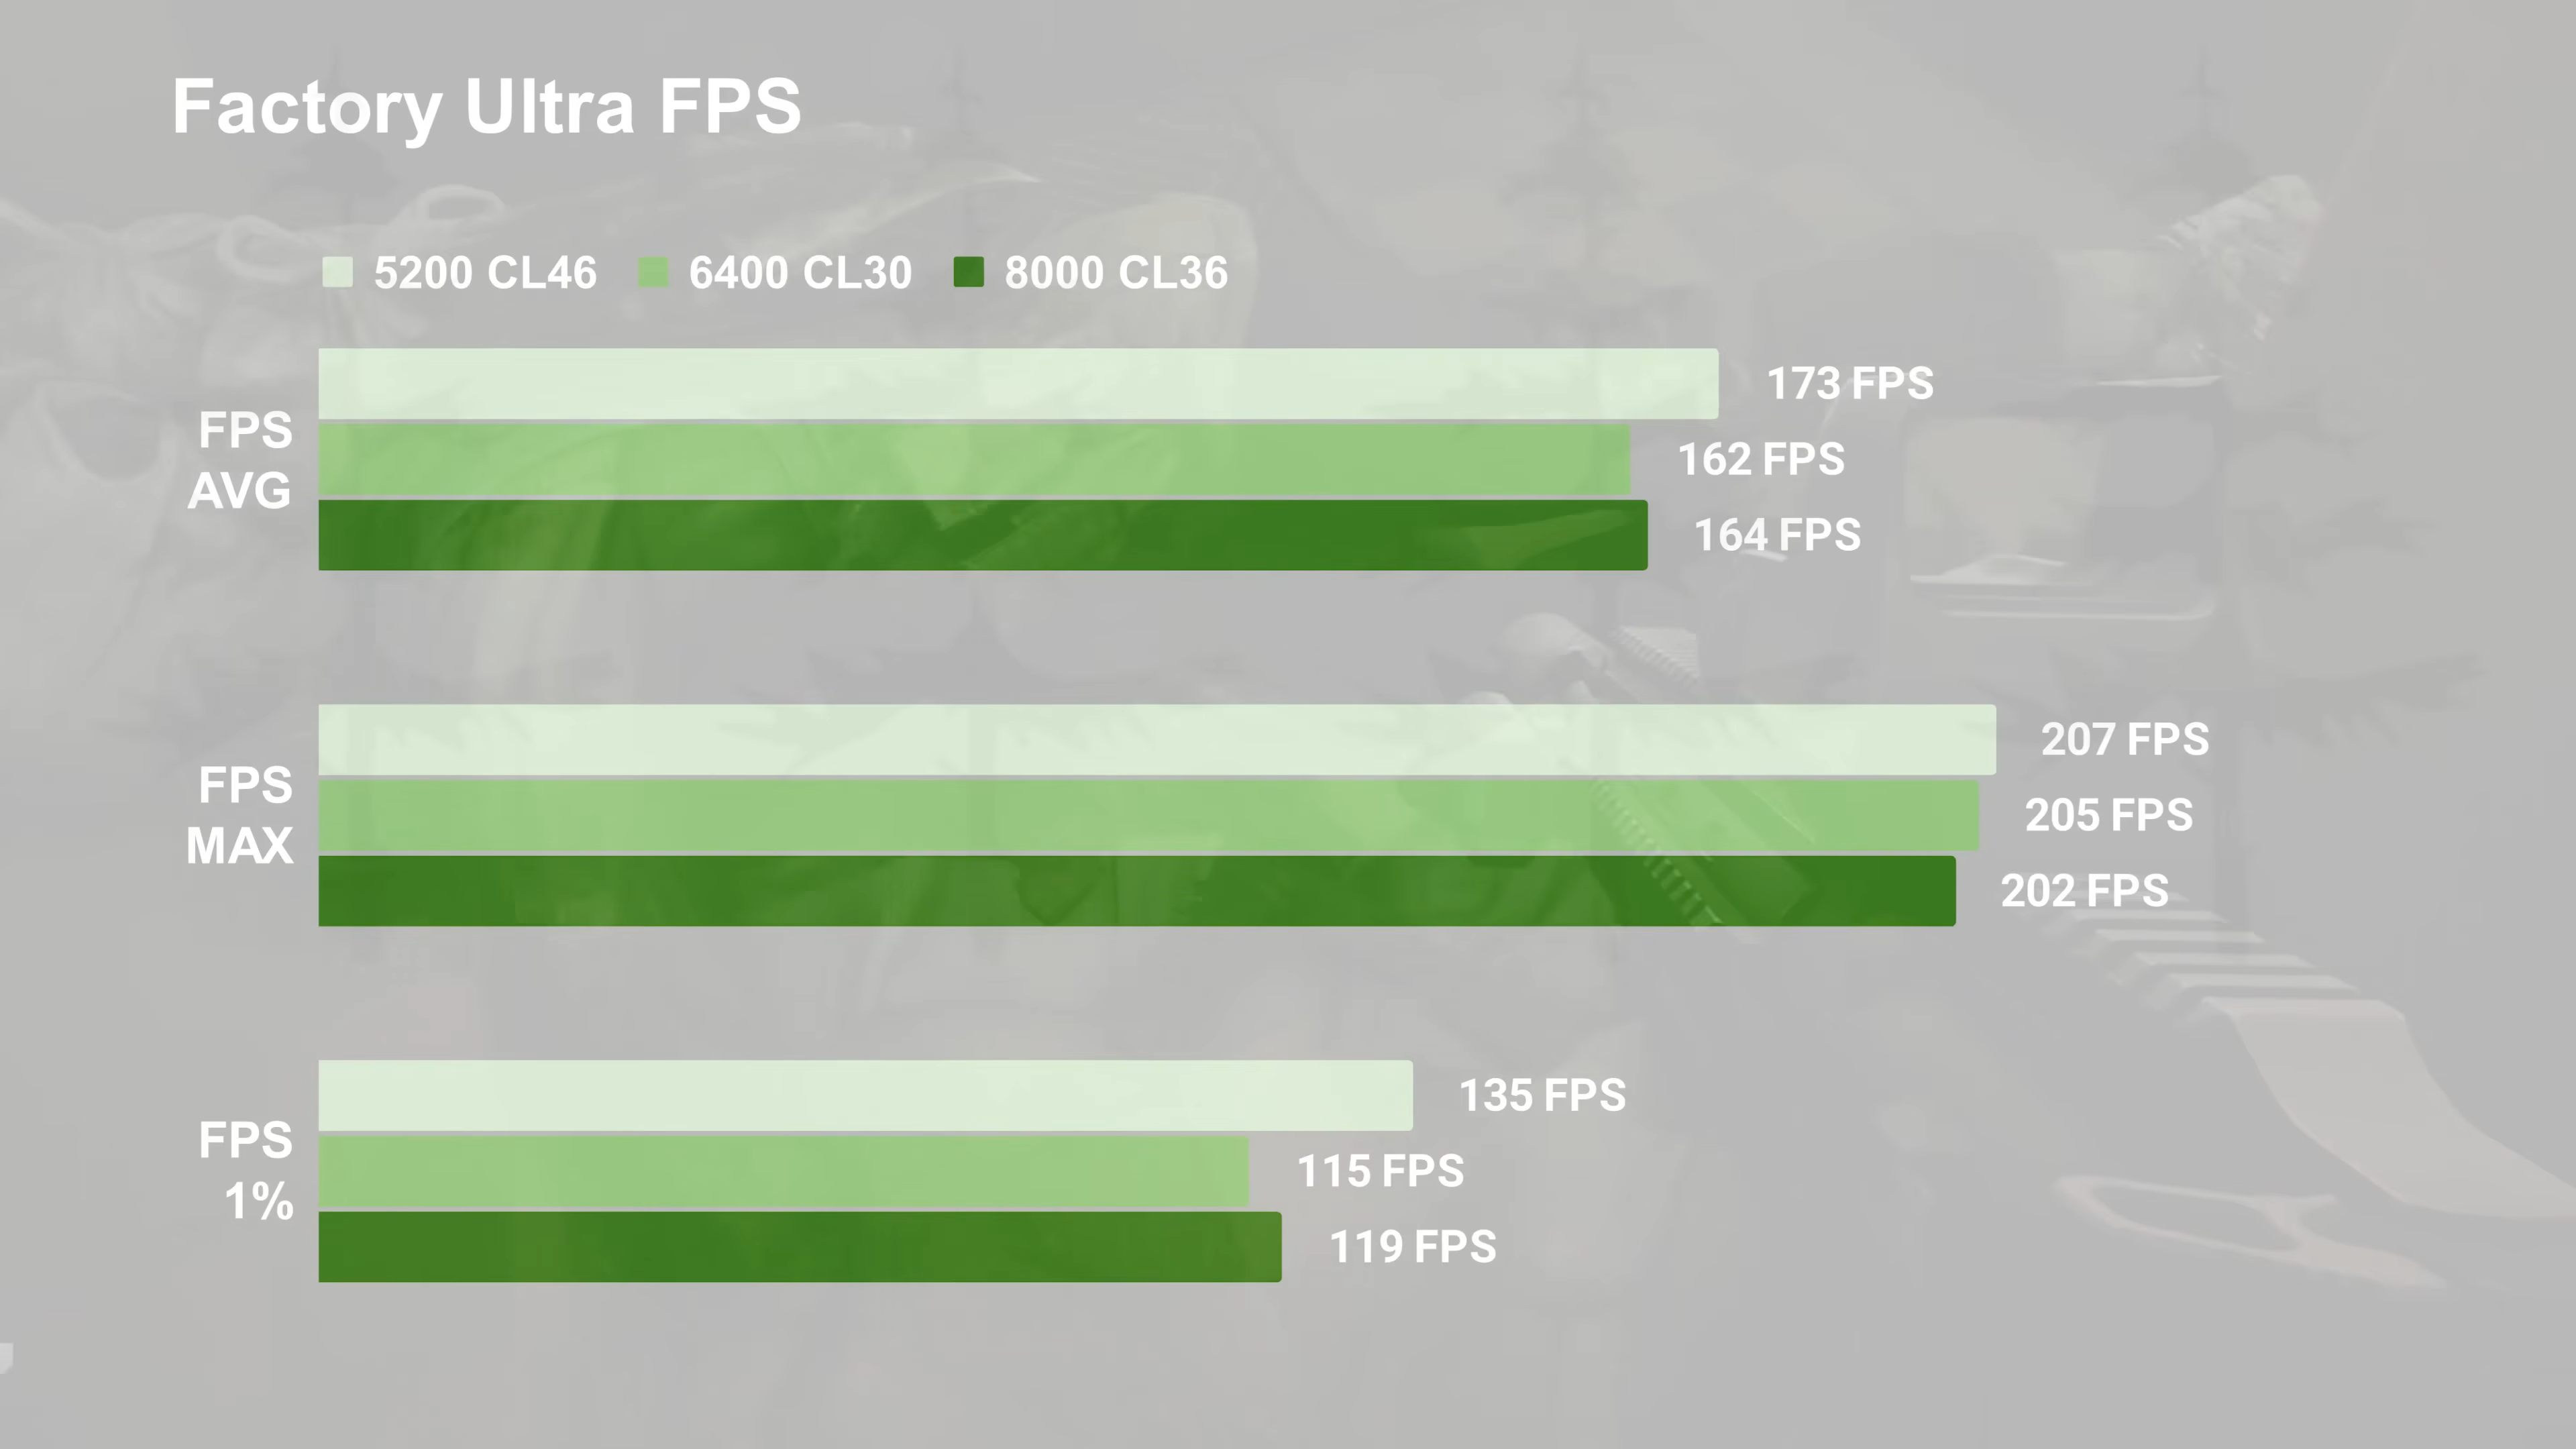 Factory Ultra FPS
5200 CL46 6400 CL30 8000 CL36
FPS
AVG
173 FPS
162 FPS
164 FPS
FPS
MAX
207 FPS
205 FPS
202 FPS
FPS
1%
135 FPS
115 FPS
119 FPS